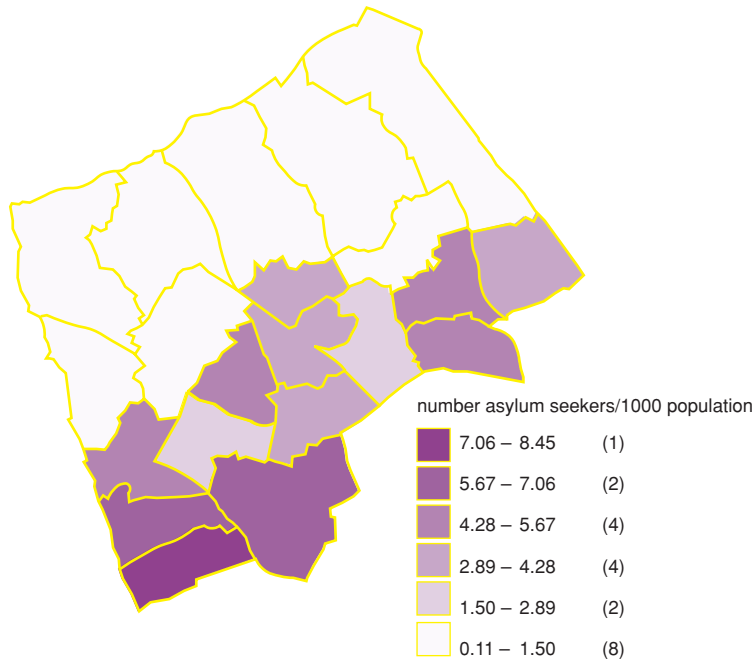 number asylum seekers/1000 population
7.06 – 8.45 (1)
5.67 – 7.06 (2)
4.28 – 5.67 (4)
2.89 – 4.28 (4)
1.50 – 2.89 (2)
0.11 – 1.50 (8)